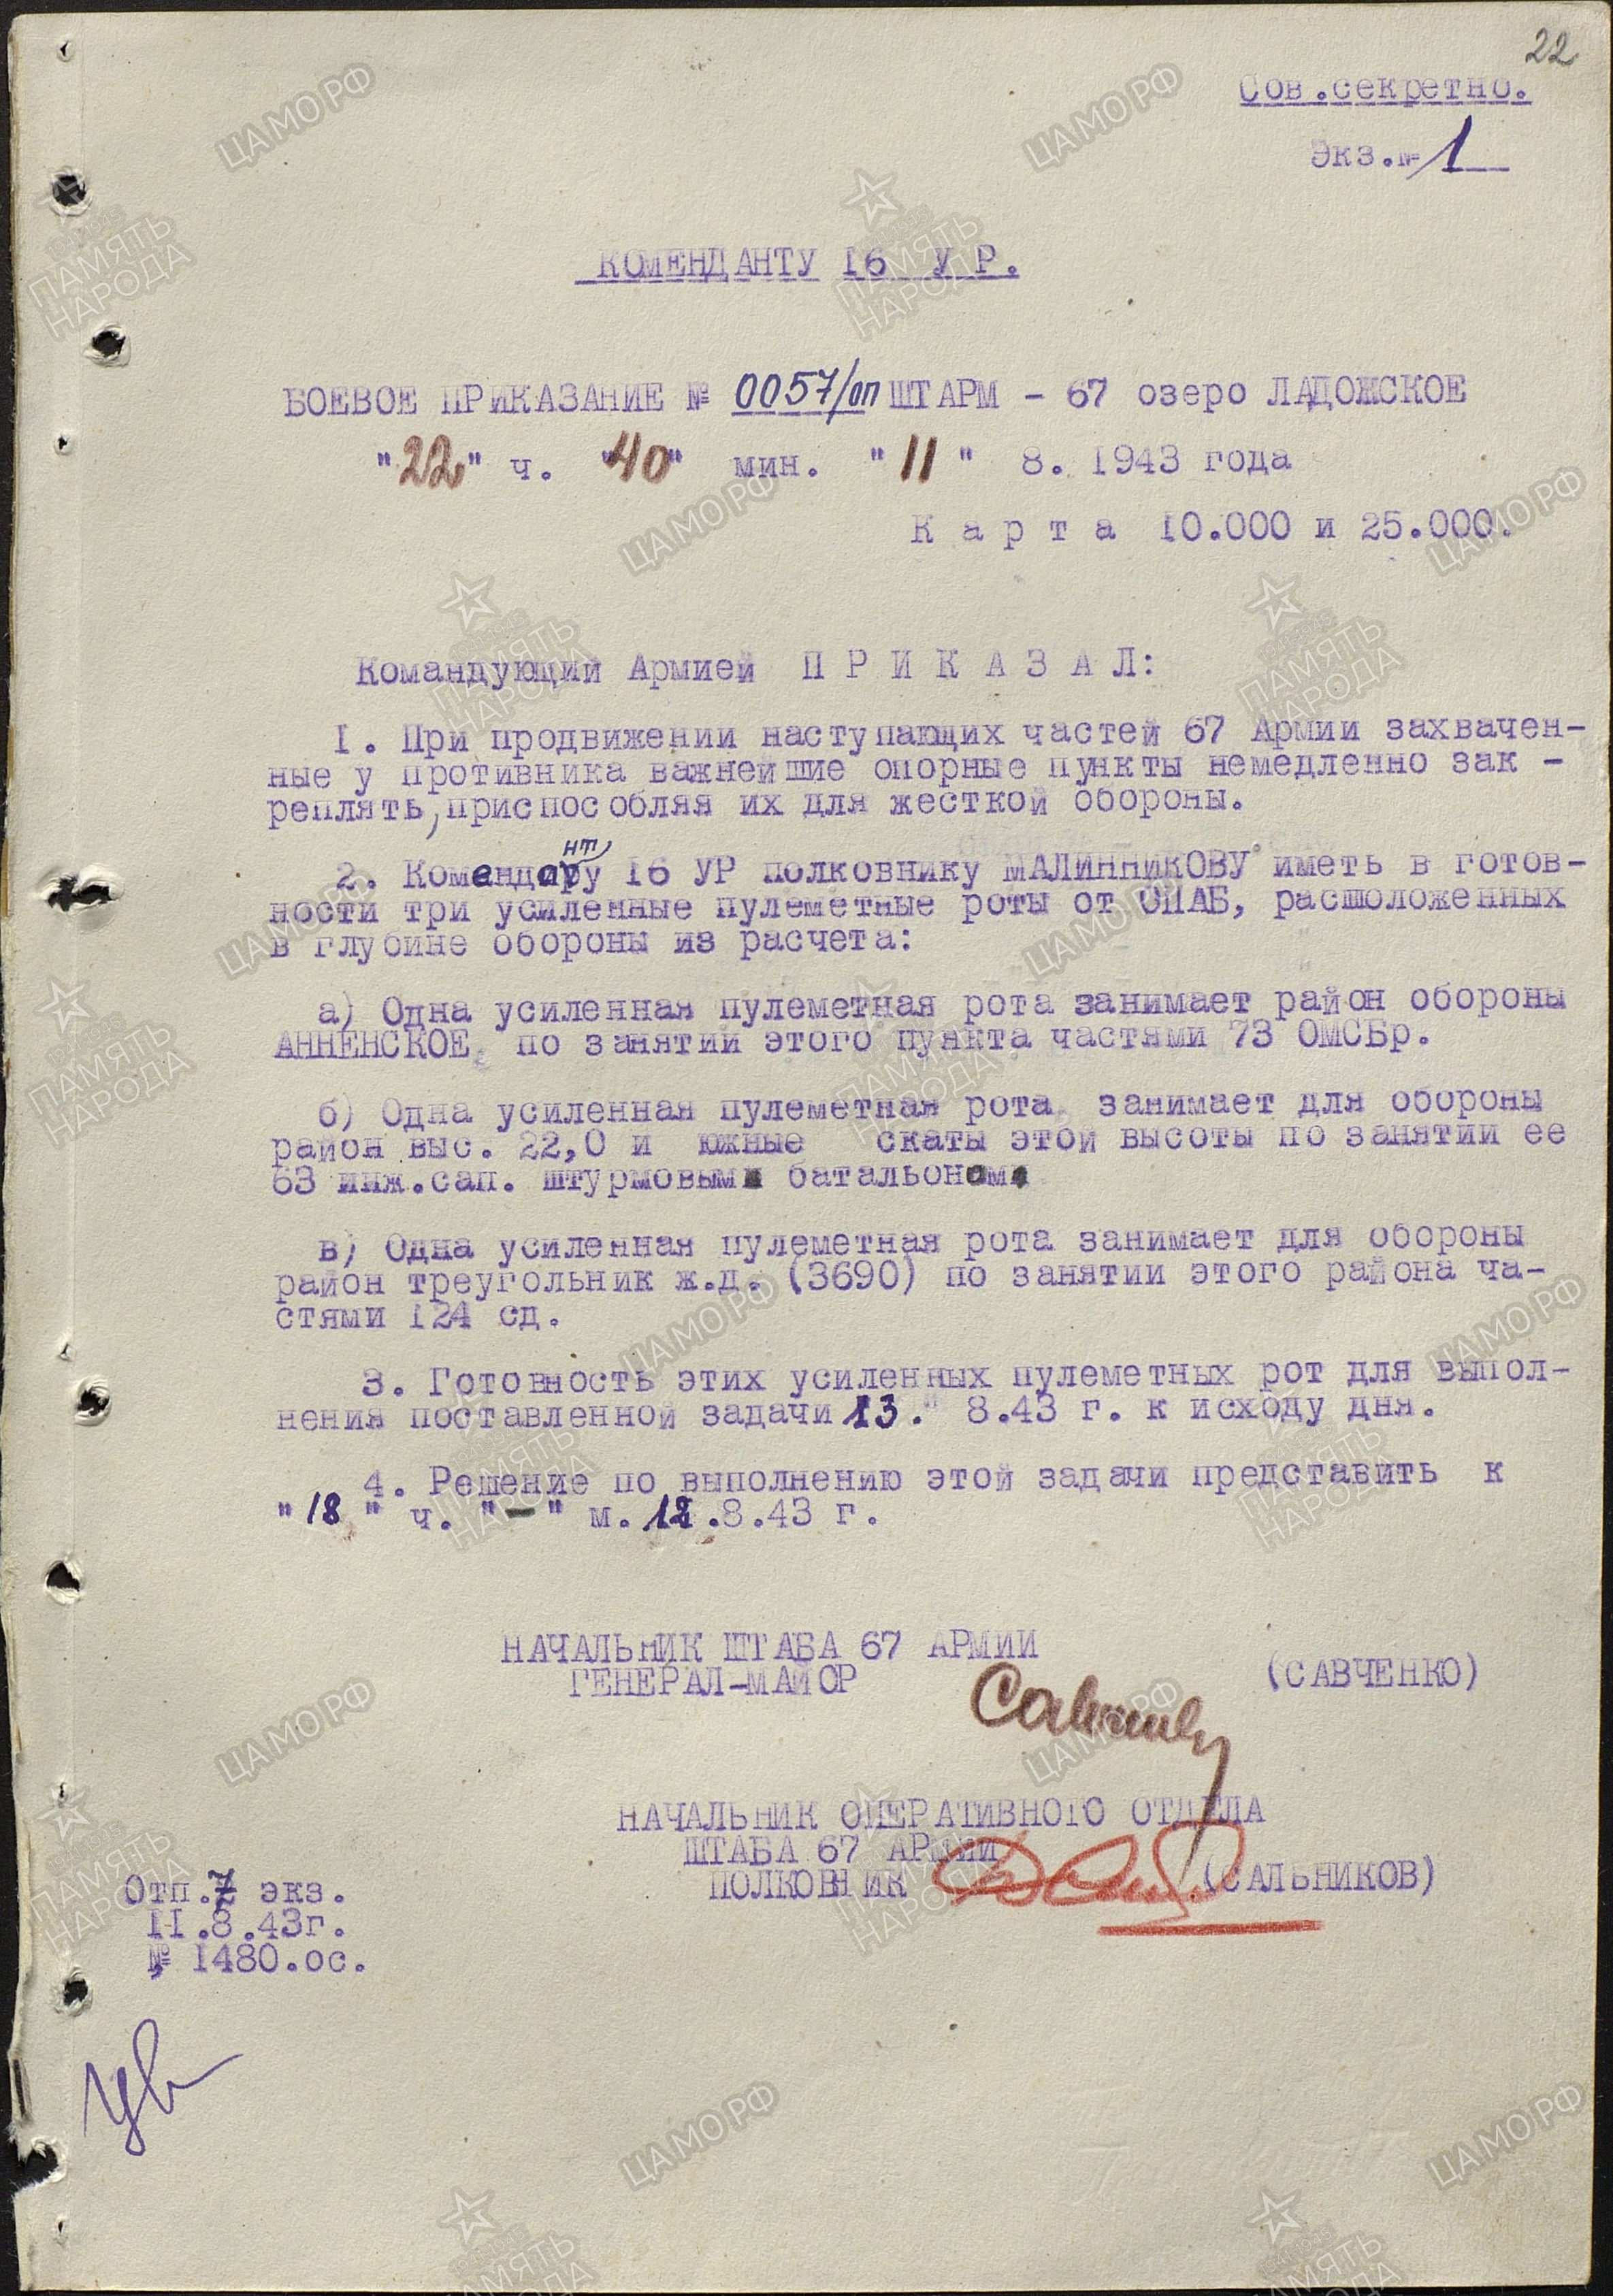 22
Сов.секретно.
Экз.№ 1
КОМЕНДАНТУ 16 УР.
БОЕВОЕ ПРИКАЗАНИЕ № 0057/оп ШТАРМ - 67 озеро ЛАДОЖСКОЕ
"22" ч. "40" мин. "11" 8. 1943 года
К а р т а 10.000 и 25.000.
Командующий Армией П Р И К А З А Л:
I. При продвижении наступающих частей 67 Армии захвачен-
ные у противника важнейшие опорные пункты немедленно зак -
реплять, приспособляя их для жесткой обороны.
2. Коменданту 16 УР полковнику МАЛИННИКОВУ иметь в готов-
ности три усиленные пулеметные роты от ОПАБ, расшоложенных
в глубине обороны из расчета:
а) Одна усиленная пулеметная рота занимает район обороны
АННЕНСКОЕ по занятии этого пункта частями 73 ОМСБр.
б) Одна усиленная пулеметная рота занимает для обороны
район выс. 22,0 и южные скаты этой высоты по занятии ее
63 инж.сап. штурмовым батальоном
в) Одна усиленная пулеметная рота занимает для обороны
район треугольник ж.д. (3690) по занятии этого района ча-
стями 124 сд.
3. Готовность этих усиленных пулеметных рот для выпол-
нения поставленной задачи 13." 8.43 г. к исходу дня.
4. Решение по выполнению этой задачи представить к
"18" ч. "-" м. 12.8.43 г.
НАЧАЛЬНИК ШТАБА 67 АРМИИ
ГЕНЕРАЛ-МАЙОР (САВЧЕНКО)
НАЧАЛЬНИК ОПЕРАТИВНОГО ОТДЕЛА
ШТАБА 67 АРМИИ
ПОЛКОВНИК (САЛЬНИКОВ)
Отп.7 экз.
II.8.43г.
№ 1480.ос.
ЦАМО РФ
ПАМЯТЬ НАРОДА